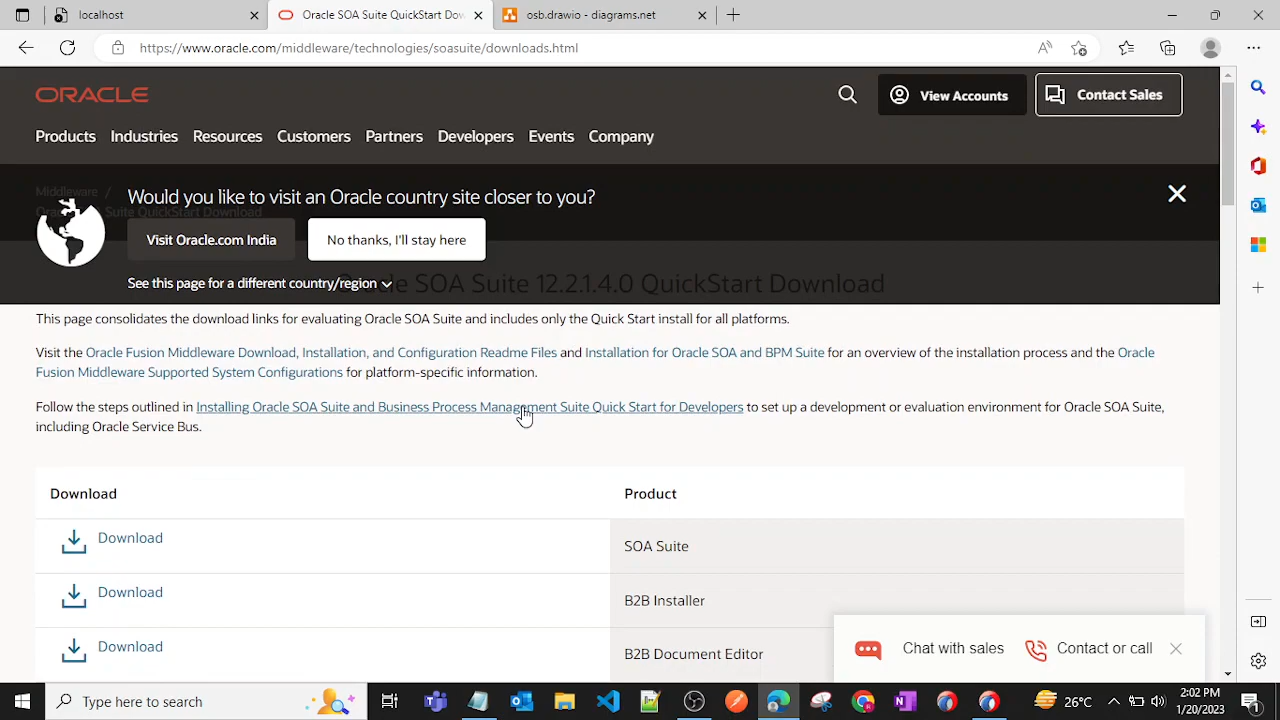 localhost
Oracle SOA Suite QuickStart Dow
osb.drawio - diagrams.net
https://www.oracle.com/middleware/technologies/soasuite/downloads.html
ORACLE
View Accounts
Contact Sales
Products Industries Resources Customers Partners Developers Events Company
Middleware /
Would you like to visit an Oracle country site closer to you?
Suite QuickStart Download
Visit Oracle.com India
No thanks, I'll stay here
See this page for a different country/region
SOA Suite 12.2.1.4.0 QuickStart Download
This page consolidates the download links for evaluating Oracle SOA Suite and includes only the Quick Start install for all platforms.
Visit the Oracle Fusion Middleware Download, Installation, and Configuration Readme Files and Installation for Oracle SOA and BPM Suite for an overview of the installation process and the Oracle
Fusion Middleware Supported System Configurations for platform-specific information.
Follow the steps outlined in Installing Oracle SOA Suite and Business Process Management Suite Quick Start for Developers to set up a development or evaluation environment for Oracle SOA Suite,
including Oracle Service Bus.
Download Product
Download SOA Suite
Download B2B Installer
Download B2B Document Editor
Chat with sales
Contact or call
Type here to search
26°C
2:02 PM
1/20/2023